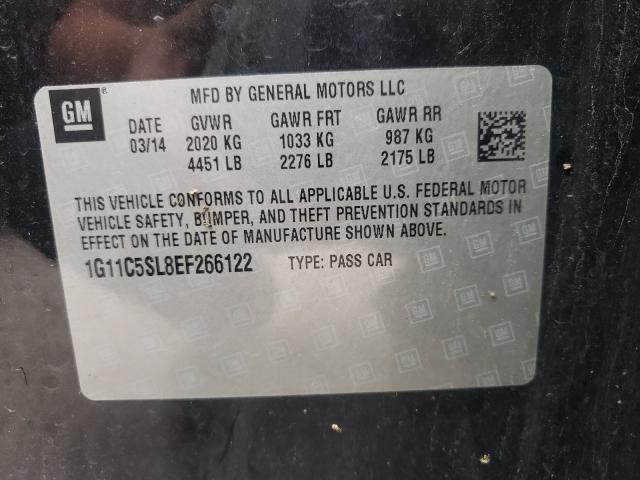 GM ® MFD BY GENERAL MOTORS LLC
DATE GVWR GAWR FRT GAWR RR
03/14 2020 KG 1033 KG 987 KG
4451 LB 2276 LB 2175 LB
THIS VEHICLE CONFORMS TO ALL APPLICABLE U.S. FEDERAL MOTOR
VEHICLE SAFETY, BUMPER, AND THEFT PREVENTION STANDARDS IN
EFFECT ON THE DATE OF MANUFACTURE SHOWN ABOVE.
1G11C5SL8EF266122 TYPE: PASS CAR